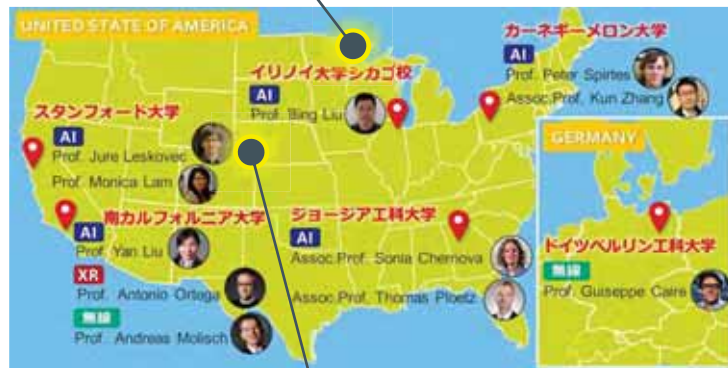 UNITED STATE OF AMERICA
カーネギーメロン大学
AI
Prof. Peter Spirtes
Assoc.Prof. Kun Zhang
イリノイ大学シカゴ校
AI
Prof. Bing Liu
スタンフォード大学
AI
Prof. Jure Leskovec
Prof. Monica Lam
南カルフォルニア大学
AI
Prof. Yan Liu
XR
Prof. Antonio Ortega
無線
Prof. Andreas Molisch
ジョージア工科大学
AI
Assoc.Prof. Sonia Chernova
Assoc.Prof. Thomas Ploetz
GERMANY
ドイツベルリン工科大学
無線
Prof. Guiseppe Caire